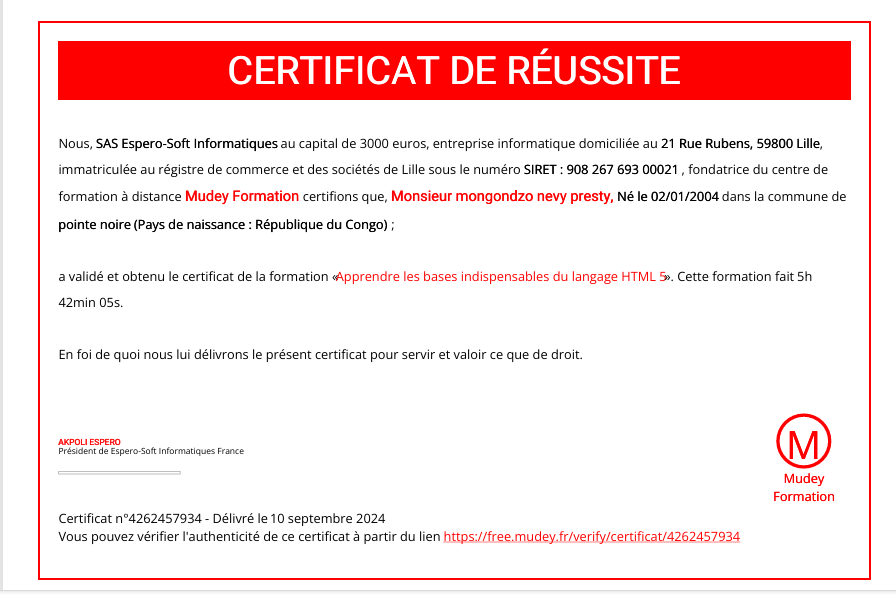 CERTIFICAT DE RÉUSSITE
Nous, SAS Espero-Soft Informatiques au capital de 3000 euros, entreprise informatique domiciliée au 21 Rue Rubens, 59800 Lille,
immatriculée au régistre de commerce et des sociétés de Lille sous le numéro SIRET : 908 267 693 00021 , fondatrice du centre de
formation à distance Mudey Formation certifions que, Monsieur mongondzo nevy presty, Né le 02/01/2004 dans la commune de
pointe noire (Pays de naissance : République du Congo) ;
a validé et obtenu le certificat de la formation «Apprendre les bases indispensables du langage HTML 5». Cette formation fait 5h
42min 05s.
En foi de quoi nous lui délivrons le présent certificat pour servir et valoir ce que de droit.
AKPOLI ESPERO
Président de Espero-Soft Informatiques France
M
Mudey
Formation
Certificat n°4262457934 - Délivré le 10 septembre 2024
Vous pouvez vérifier l'authenticité de ce certificat à partir du lien https://free.mudey.fr/verify/certificat/4262457934